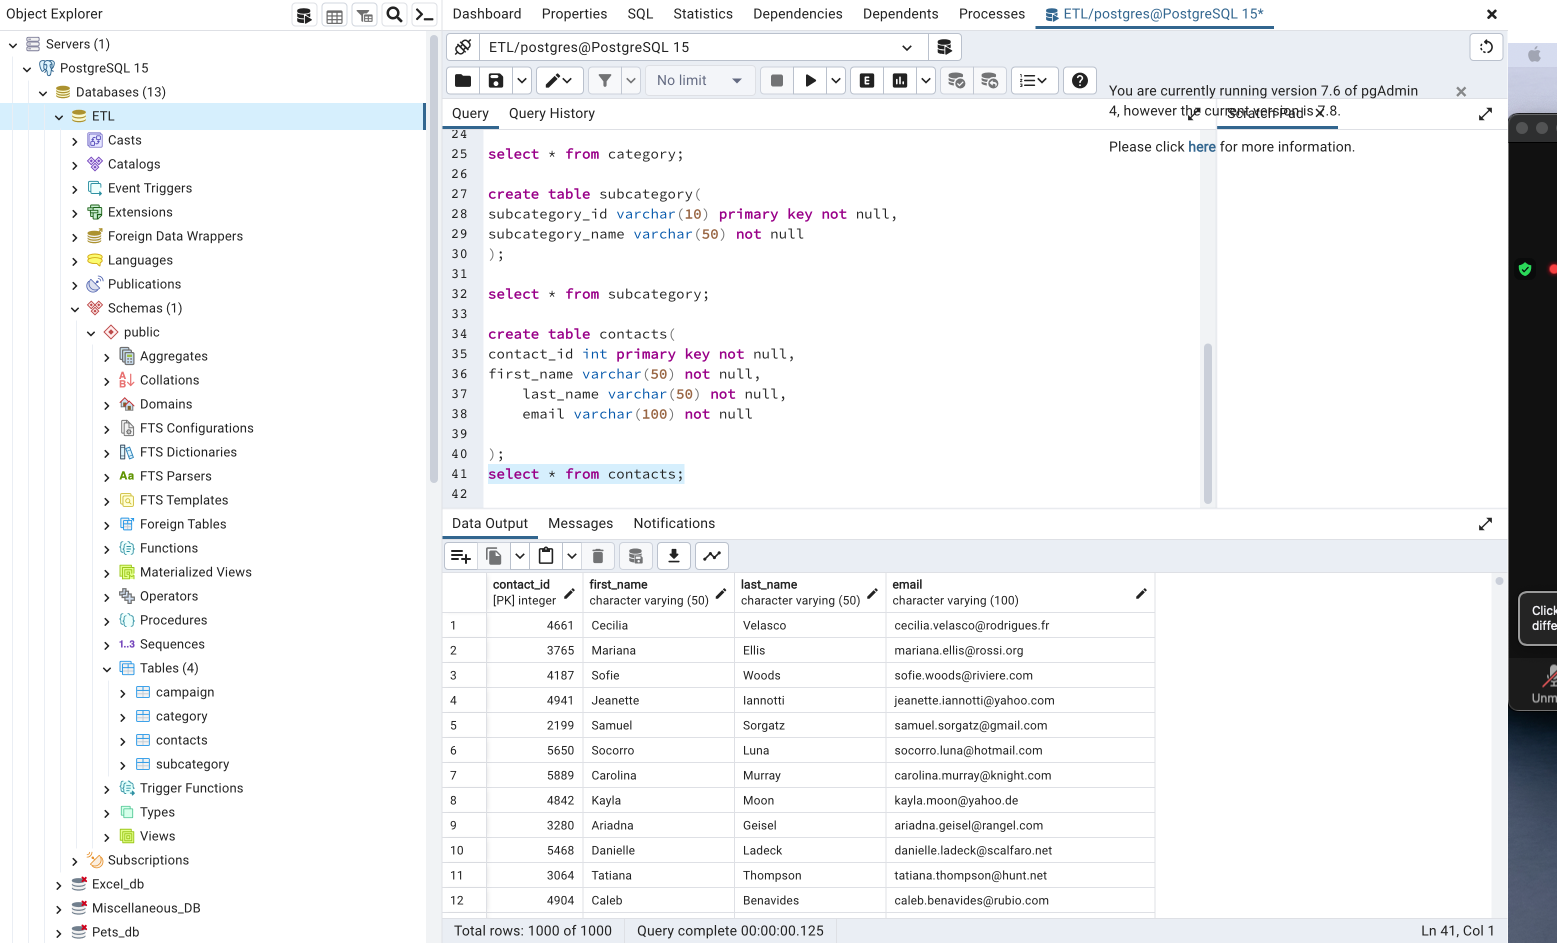 Object Explorer
Dashboard Properties SQL Statistics Dependencies Dependents Processes ETL/postgres@PostgreSQL 15*
Servers (1)
PostgreSQL 15
Databases (13)
ETL
Casts
Catalogs
Event Triggers
Extensions
Foreign Data Wrappers
Languages
Publications
Schemas (1)
public
Aggregates
Collations
Domains
FTS Configurations
FTS Dictionaries
Aa FTS Parsers
FTS Templates
Foreign Tables
Functions
Materialized Views
Operators
Procedures
1..3 Sequences
Tables (4)
campaign
category
contacts
subcategory
Trigger Functions
Types
Views
Subscriptions
Excel_db
Miscellaneous_DB
Pets_db
ETL/postgres@PostgreSQL 15
No limit
E
You are currently running version 7.6 of pgAdmin
4, however the current version is 7.8.
Please click here for more information.
Query Query History
Scratch Pad
24
25 select * from category;
26
27 create table subcategory(
28 subcategory_id varchar(10) primary key not null,
29 subcategory_name varchar(50) not null
30 );
31
32 select * from subcategory;
33
34 create table contacts(
35 contact_id int primary key not null,
36 first_name varchar(50) not null,
37 last_name varchar(50) not null,
38 email varchar(100) not null
39
40 );
41 select * from contacts;
42
Data Output Messages Notifications
contact_id first_name last_name email
[PK] integer character varying (50) character varying (50) character varying (100)
1 4661 Cecilia Velasco cecilia.velasco@rodrigues.fr
2 3765 Mariana Ellis mariana.ellis@rossi.org
3 4187 Sofie Woods sofie.woods@riviere.com
4 4941 Jeanette Iannotti jeanette.iannotti@yahoo.com
5 2199 Samuel Sorgatz samuel.sorgatz@gmail.com
6 5650 Socorro Luna socorro.luna@hotmail.com
7 5889 Carolina Murray carolina.murray@knight.com
8 4842 Kayla Moon kayla.moon@yahoo.de
9 3280 Ariadna Geisel ariadna.geisel@rangel.com
10 5468 Danielle Ladeck danielle.ladeck@scalfaro.net
11 3064 Tatiana Thompson tatiana.thompson@hunt.net
12 4904 Caleb Benavides caleb.benavides@rubio.com
Total rows: 1000 of 1000 Query complete 00:00:00.125 Ln 41, Col 1
Click
diffe
Unm